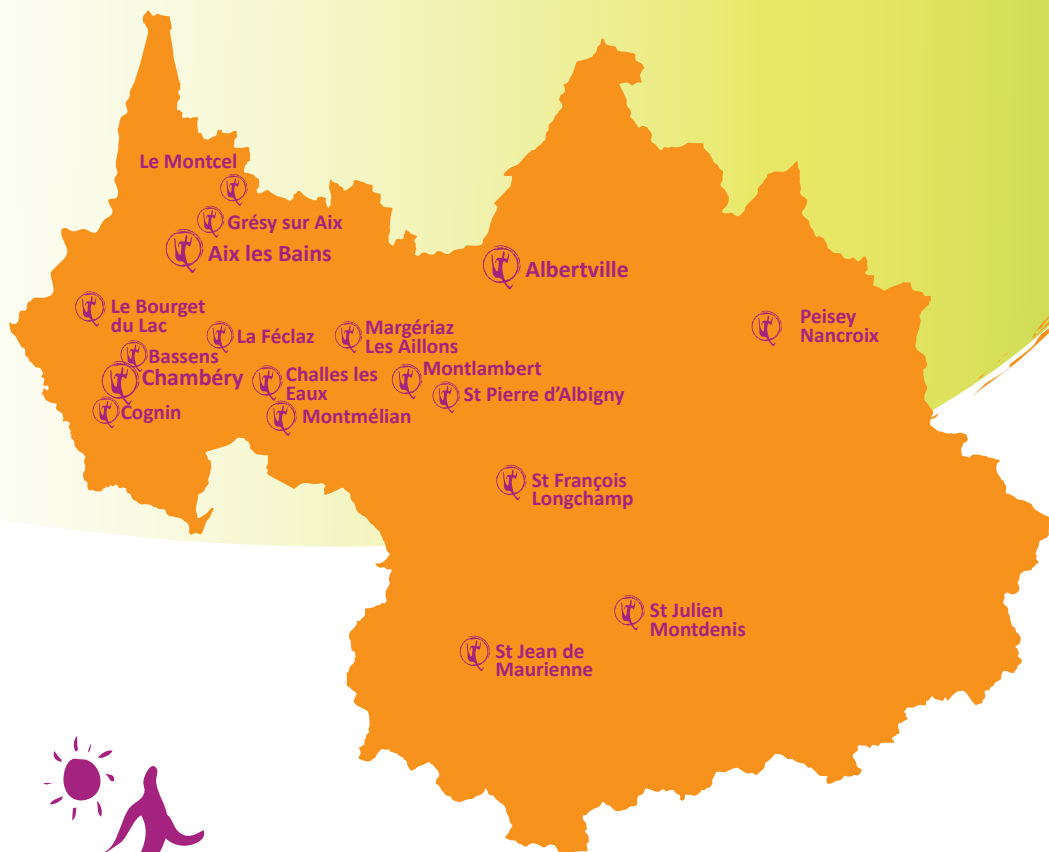 Le Montcel
Grésy sur Aix
Aix les Bains
Albertville
Le Bourget
du Lac
La Féclaz
Margériaz
Les Aillons
Peisey
Nancroix
Bassens
Chambéry
Challes les
Eaux
Montlambert
St Pierre d'Albigny
Cognin
Montmélian
St François
Longchamp
St Julien
Montdenis
St Jean de
Maurienne